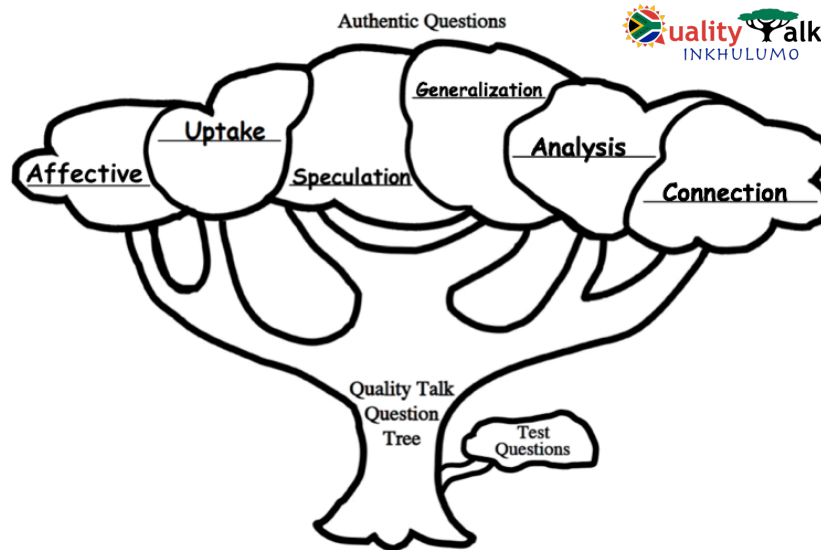 Authentic Questions
Quality Talk
INKHULUMO
Generalization
Uptake
Analysis
Affective
Speculation
Connection
Quality Talk
Question
Tree
Test
Questions